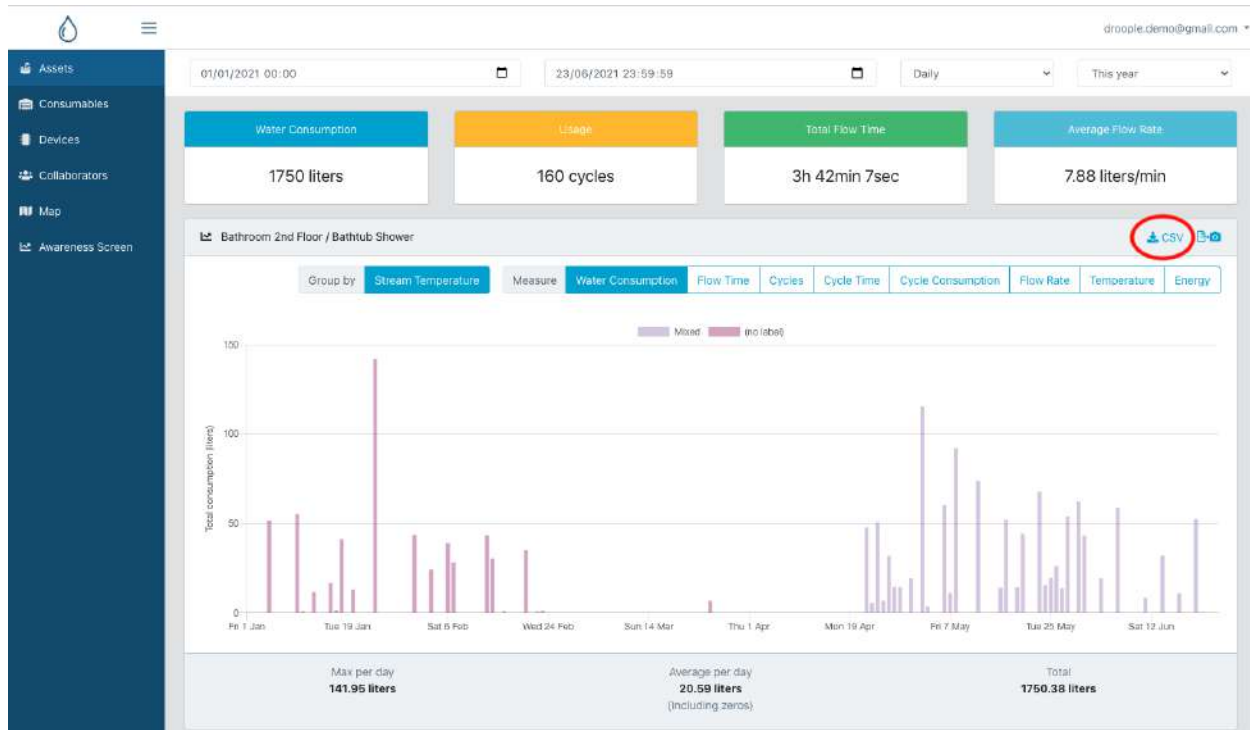 droople.demo@gmail.com
Assets
Consumables
Devices
Collaborators
Map
Awareness Screen
01/01/2021 00:00
23/06/2021 23:59:59
Daily
This year
Water Consumption
Usage
Total Flow Time
Average Flow Rate
1750 liters
160 cycles
3h 42min 7sec
7.88 liters/min
Bathroom 2nd Floor / Bathtub Shower
CSV
Group by Stream Temperature Measure Water Consumption Flow Time Cycles Cycle Time Cycle Consumption Flow Rate Temperature Energy
Mixed (no label)
Total consumption (liters)
100
100
50
0
Fri 1 Jan Tue 19 Jan Sat 6 Feb Wed 24 Feb Sun 14 Mar Thu 1 Apr Mon 19 Apr Fri 7 May Tue 25 May Sat 12 Jun
Max per day
141.95 liters
Average per day
20.59 liters
(including zeros)
Total
1750.38 liters